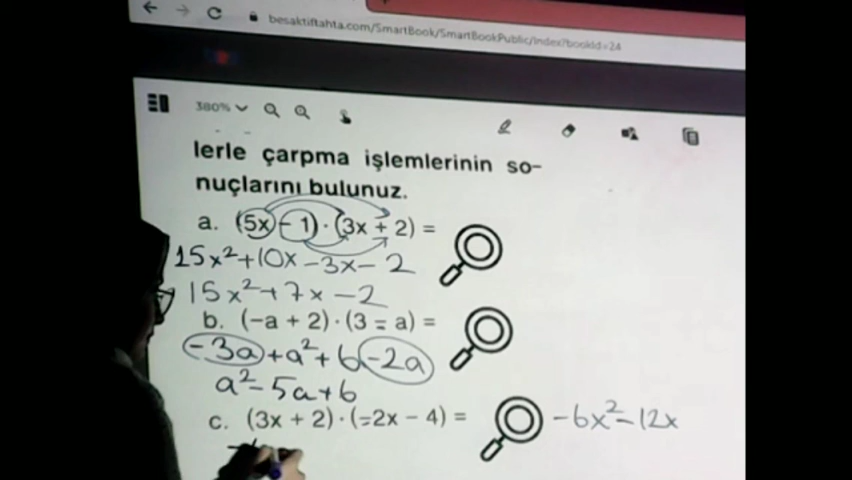 besaktiftahta.com/SmartBook/SmartBookPublic/Index?bookId=24
380%
lerle çarpma işlemlerinin so-
nuçlarını bulunuz.
a. (5x - 1) · (3x + 2) =
15x² + 10x - 3x - 2
15x² + 7x - 2
b. (-a + 2) · (3 - a) =
-3a + a² + 6 - 2a
a² - 5a + 6
c. (3x + 2) · (-2x - 4) = -6x² - 12x